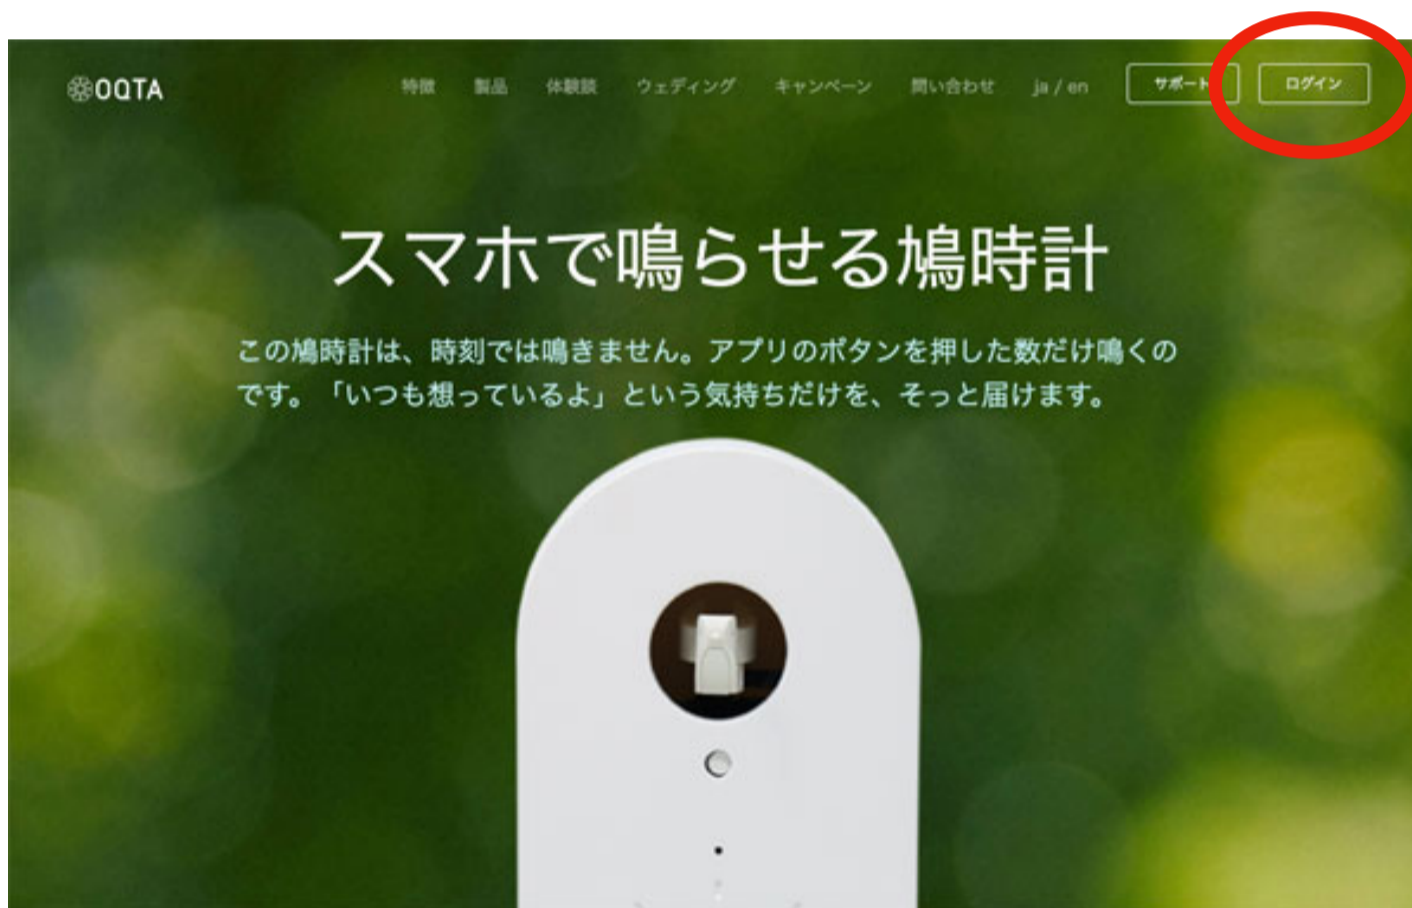 OQTA
特徴 製品 体験談 ウェディング キャンペーン 問い合わせ ja / en サポート ログイン
スマホで鳴らせる鳩時計
この鳩時計は、時刻では鳴きません。アプリのボタンを押した数だけ鳴くの
です。「いつも想っているよ」という気持ちだけを、そっと届けます。